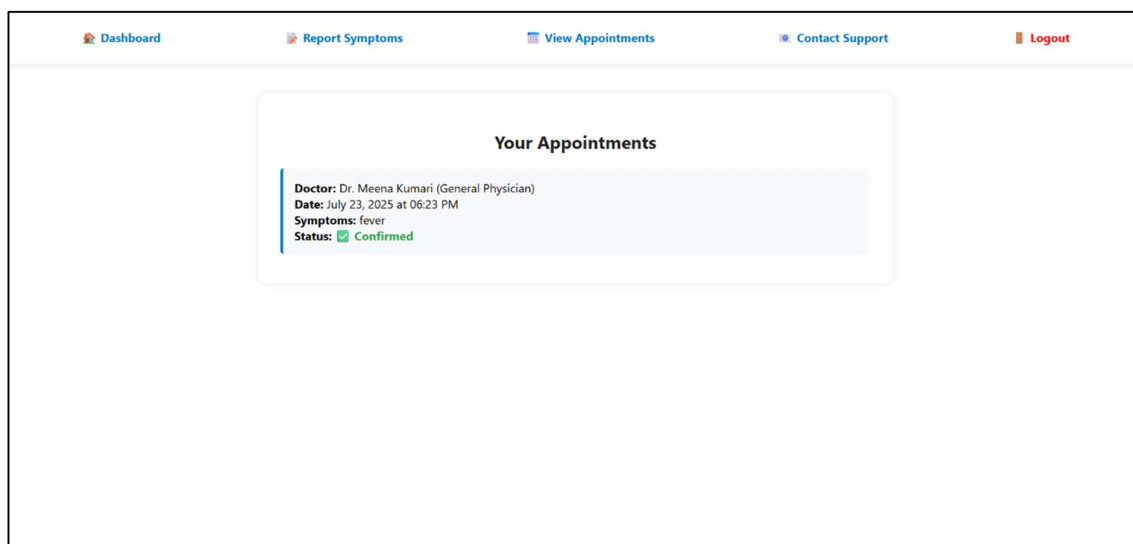 Dashboard
Report Symptoms
View Appointments
Contact Support
Logout
Your Appointments
Doctor: Dr. Meena Kumari (General Physician)
Date: July 23, 2025 at 06:23 PM
Symptoms: fever
Status: ✅ Confirmed